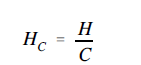 H_C = H/C